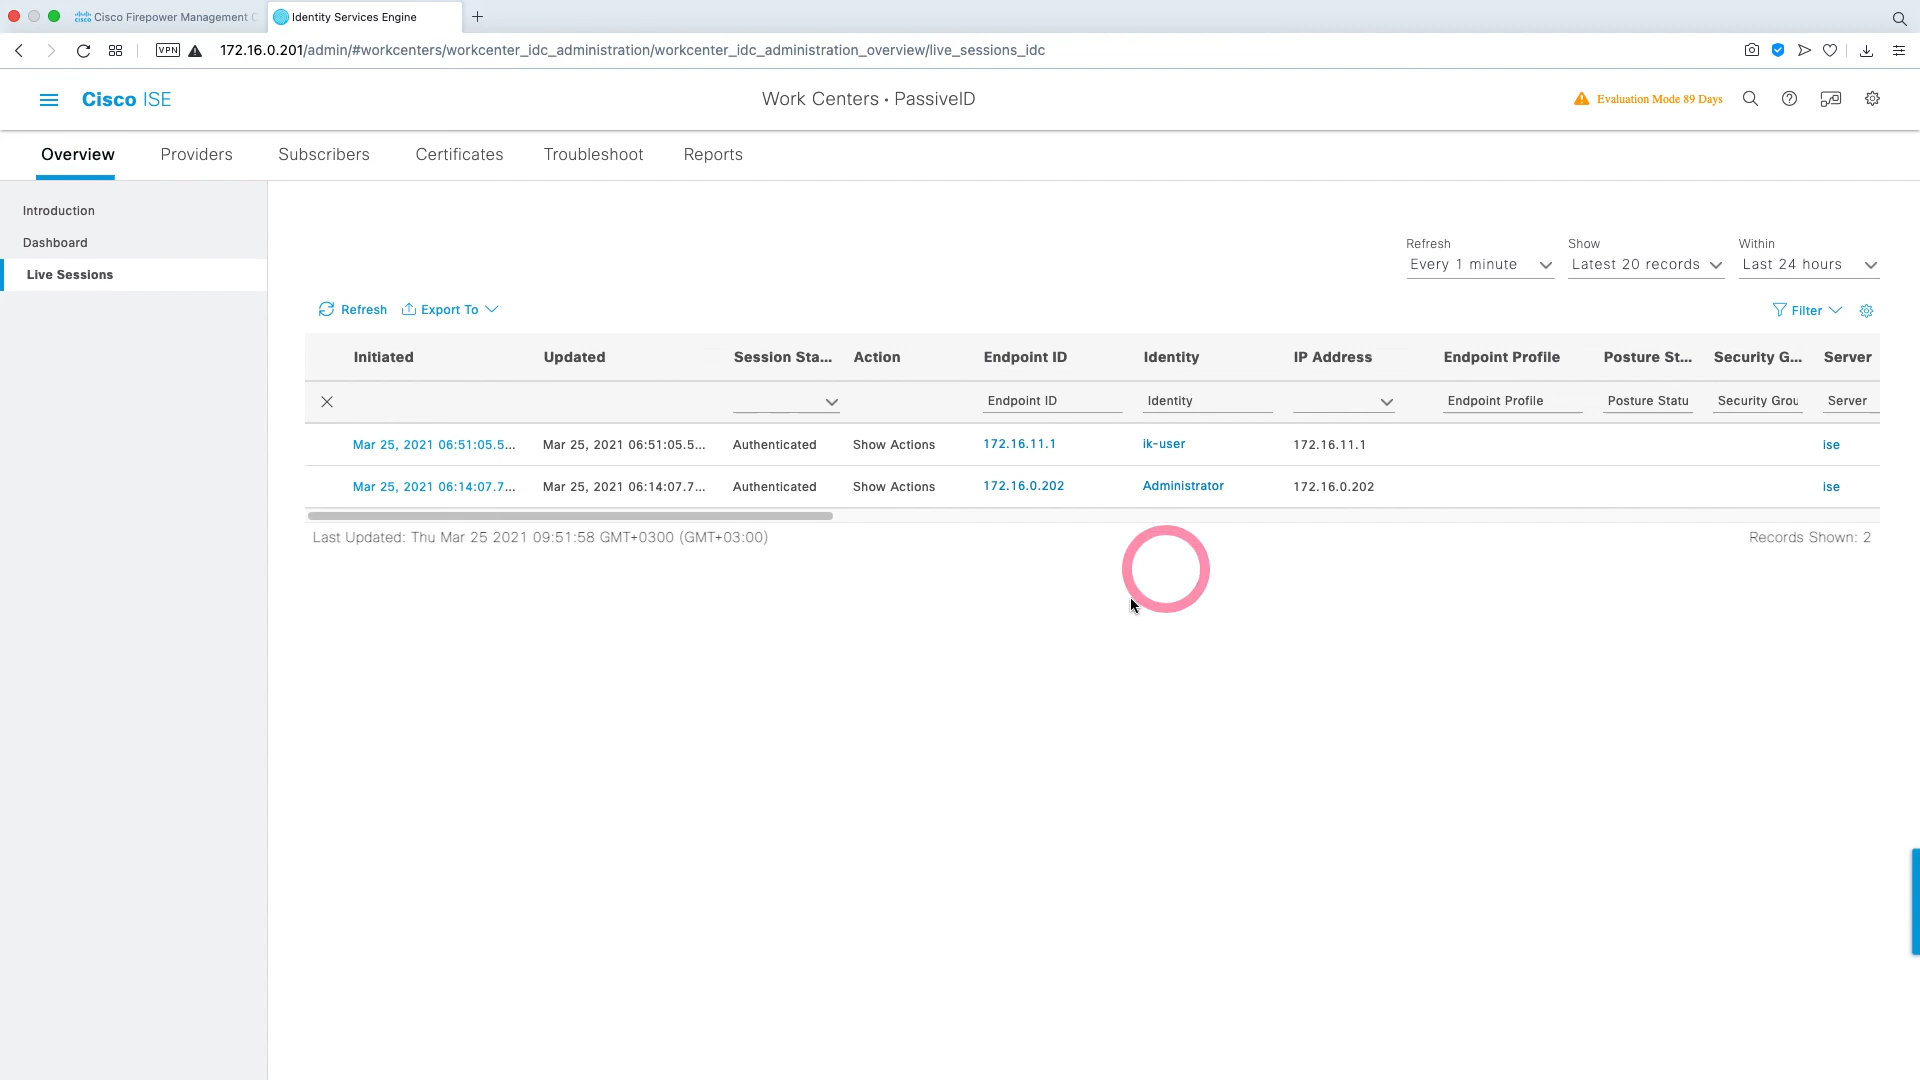 Cisco Firepower Management C
Identity Services Engine
VPN
172.16.0.201/admin/#workcenters/workcenter_idc_administration/workcenter_idc_administration_overview/live_sessions_idc
Cisco ISE
Work Centers • PassiveID
Evaluation Mode 89 Days
Overview Providers Subscribers Certificates Troubleshoot Reports
Introduction
Dashboard
Live Sessions
Refresh Show Within
Every 1 minute Latest 20 records Last 24 hours
Refresh Export To Filter
Initiated Updated Session Sta... Action Endpoint ID Identity IP Address Endpoint Profile Posture St... Security G... Server
Endpoint ID Identity Endpoint Profile Posture Statu Security Grou Server
Mar 25, 2021 06:51:05.5... Mar 25, 2021 06:51:05.5... Authenticated Show Actions 172.16.11.1 ik-user 172.16.11.1 ise
Mar 25, 2021 06:14:07.7... Mar 25, 2021 06:14:07.7... Authenticated Show Actions 172.16.0.202 Administrator 172.16.0.202 ise
Last Updated: Thu Mar 25 2021 09:51:58 GMT+0300 (GMT+03:00) Records Shown: 2